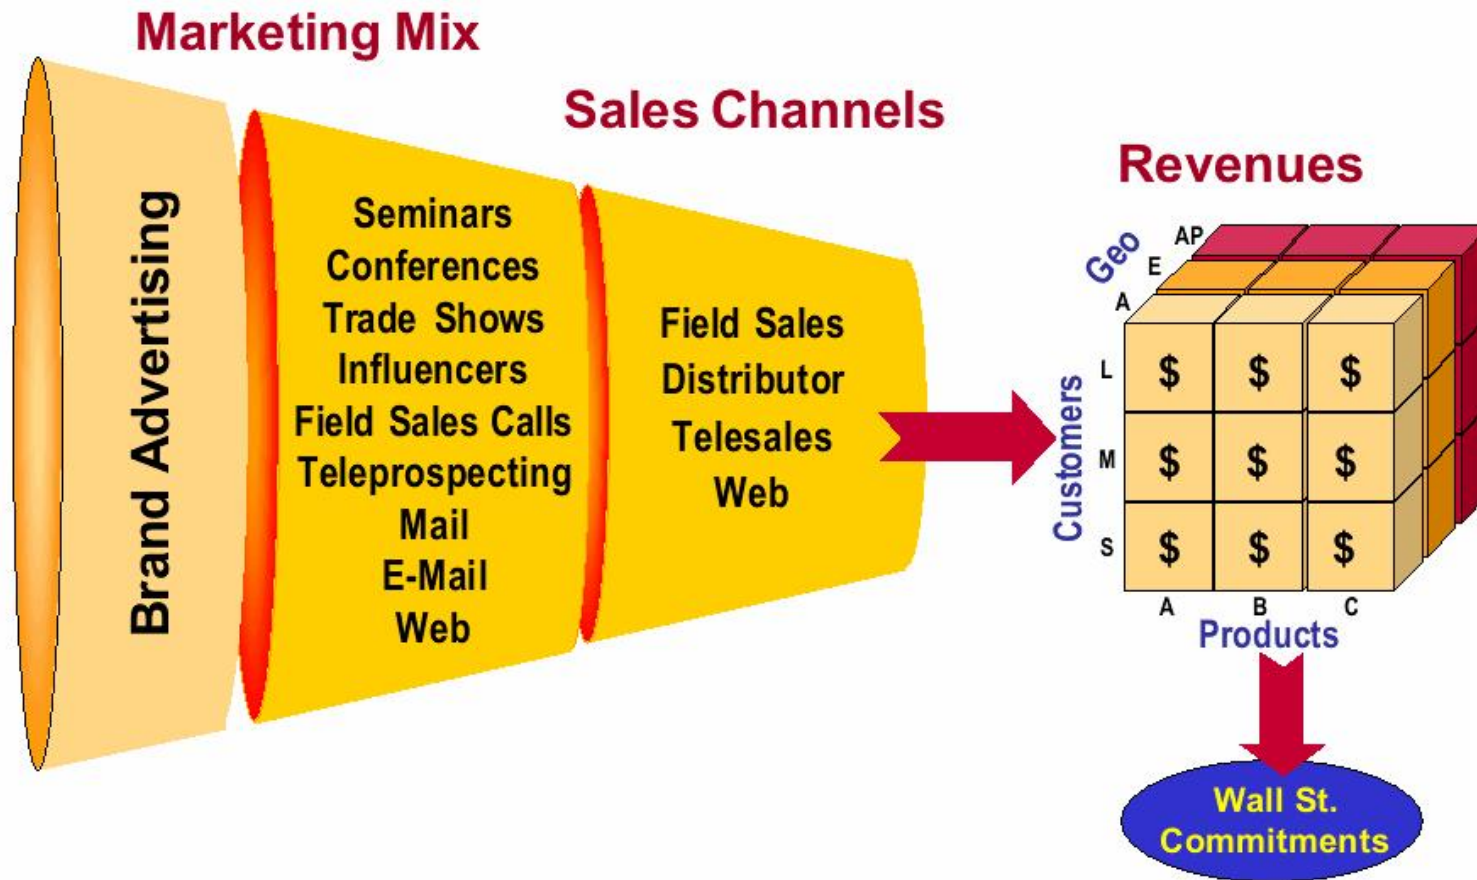 Marketing Mix
Sales Channels
Revenues
Brand Advertising
Seminars
Conferences
Trade Shows
Influencers
Field Sales Calls
Teleprospecting
Mail
E-Mail
Web
Field Sales
Distributor
Telesales
Web
Geo
AP
E
A
Customers
L
$ $ $
M
$ $ $
S
$ $ $
A B C
Products
Wall St.
Commitments